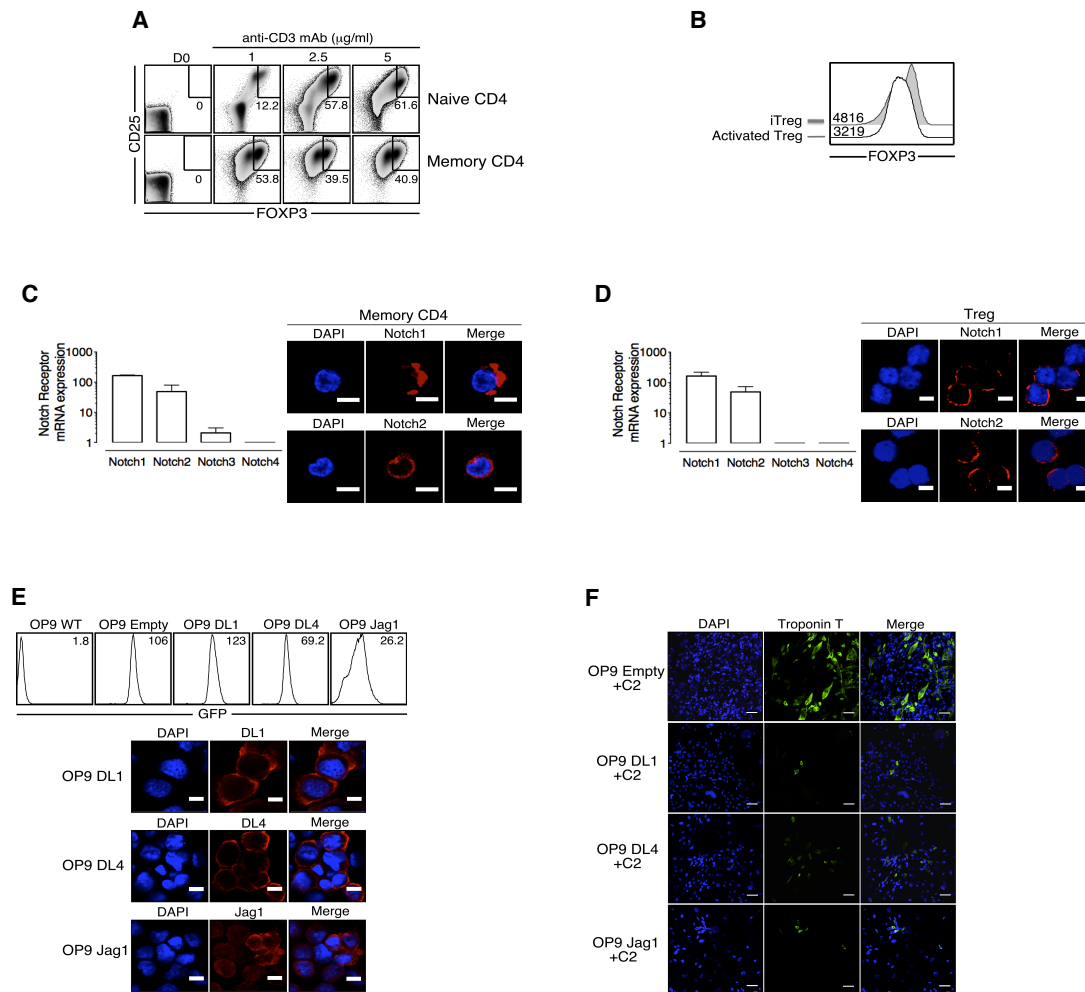 A
anti-CD3 mAb (µg/ml)
D0 1 2.5 5
CD25
0 12.2 57.8 61.6
Naive CD4
0 53.8 39.5 40.9
Memory CD4
FOXP3
B
iTreg 4816
Activated Treg 3219
FOXP3
C
Notch Receptor
mRNA expression
1000
100
10
1
Notch1 Notch2 Notch3 Notch4
Memory CD4
DAPI Notch1 Merge
DAPI Notch2 Merge
D
Notch Receptor
mRNA expression
1000
100
10
1
Notch1 Notch2 Notch3 Notch4
Treg
DAPI Notch1 Merge
DAPI Notch2 Merge
E
OP9 WT OP9 Empty OP9 DL1 OP9 DL4 OP9 Jag1
1.8 106 123 69.2 26.2
GFP
DAPI DL1 Merge
OP9 DL1
DAPI DL4 Merge
OP9 DL4
DAPI Jag1 Merge
OP9 Jag1
F
DAPI Troponin T Merge
OP9 Empty
+C2
OP9 DL1
+C2
OP9 DL4
+C2
OP9 Jag1
+C2